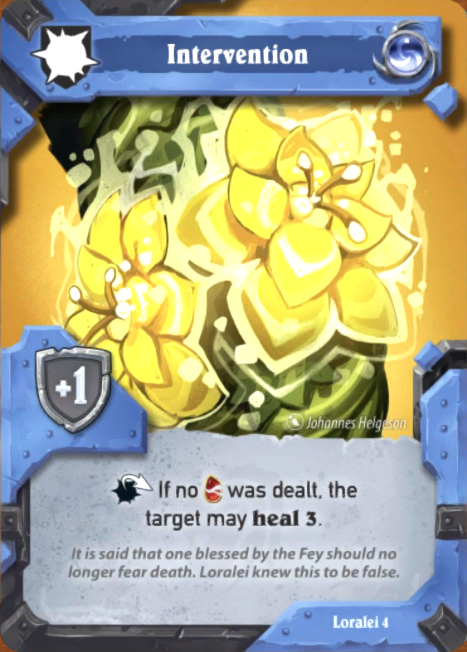 Intervention
+1
Johannes Helgeson
If no was dealt, the
target may heal 3.
It is said that one blessed by the Fey should no
longer fear death. Loralei knew this to be false.
Loralei 4